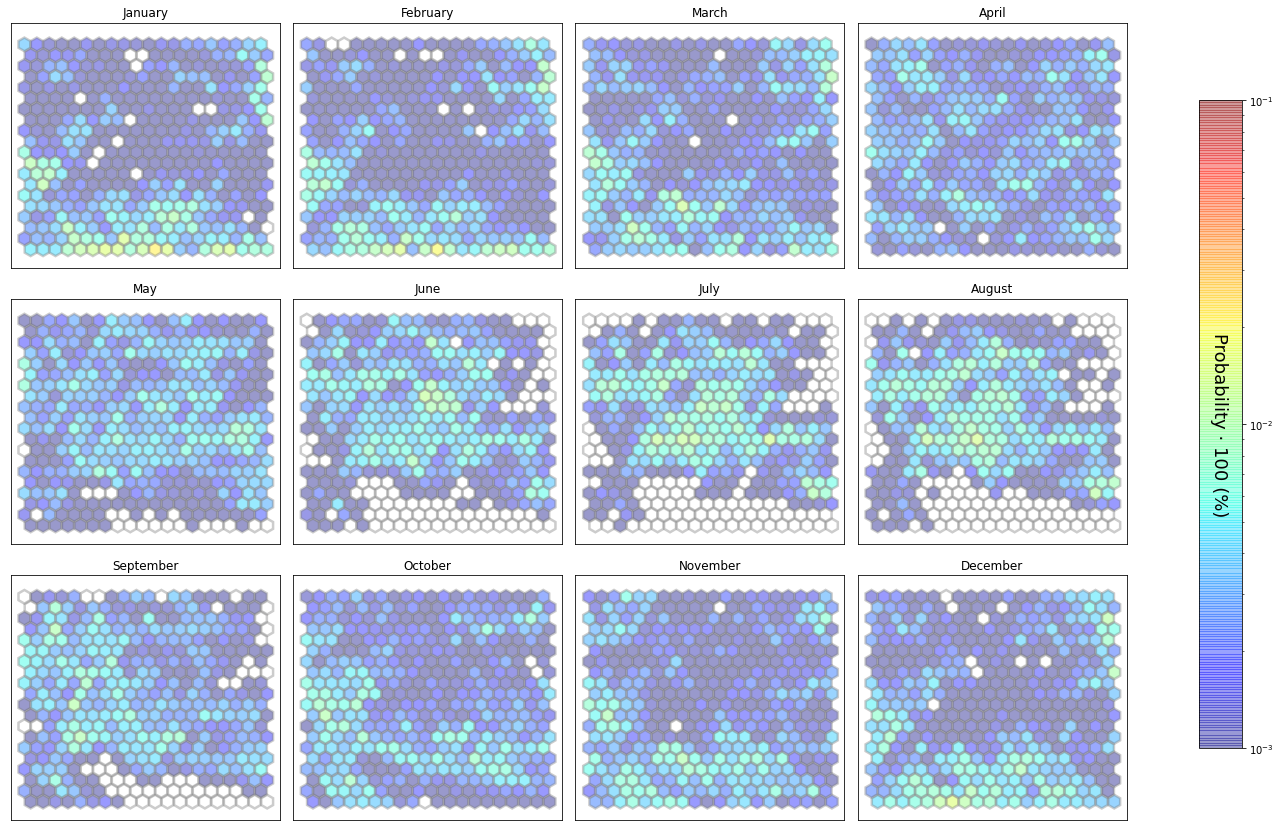 January
February
March
April
May
June
July
August
September
October
November
December
10⁻¹
10⁻²
10⁻³
Probability · 100 (%)